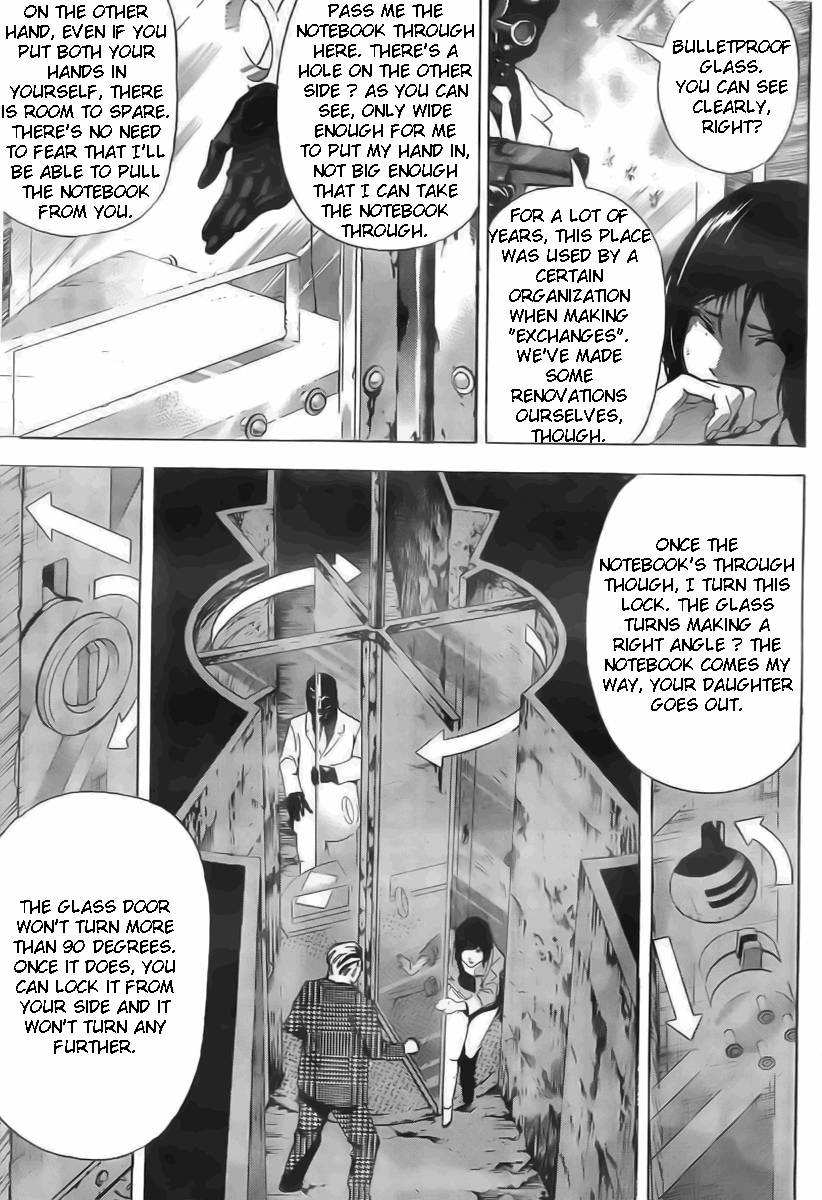 BULLETPROOF
GLASS.
YOU CAN SEE
CLEARLY,
RIGHT?
FOR A LOT OF
YEARS, THIS PLACE
WAS USED BY A
CERTAIN
ORGANIZATION
WHEN MAKING
"EXCHANGES".
WE'VE MADE
SOME
RENOVATIONS
OURSELVES,
THOUGH.
PASS ME THE
NOTEBOOK THROUGH
HERE. THERE'S A
HOLE ON THE OTHER
SIDE ? AS YOU CAN
SEE, ONLY WIDE
ENOUGH FOR ME
TO PUT MY HAND IN,
NOT BIG ENOUGH
THAT I CAN TAKE
THE NOTEBOOK
THROUGH.
ON THE OTHER
HAND, EVEN IF YOU
PUT BOTH YOUR
HANDS IN
YOURSELF, THERE
IS ROOM TO SPARE.
THERE'S NO NEED
TO FEAR THAT I'LL
BE ABLE TO PULL
THE NOTEBOOK
FROM YOU.
ONCE THE
NOTEBOOK'S THROUGH
THOUGH, I TURN THIS
LOCK. THE GLASS
TURNS MAKING A
RIGHT ANGLE ? THE
NOTEBOOK COMES MY
WAY, YOUR DAUGHTER
GOES OUT.
THE GLASS DOOR
WON'T TURN MORE
THAN 90 DEGREES.
ONCE IT DOES, YOU
CAN LOCK IT FROM
YOUR SIDE AND IT
WON'T TURN ANY
FURTHER.